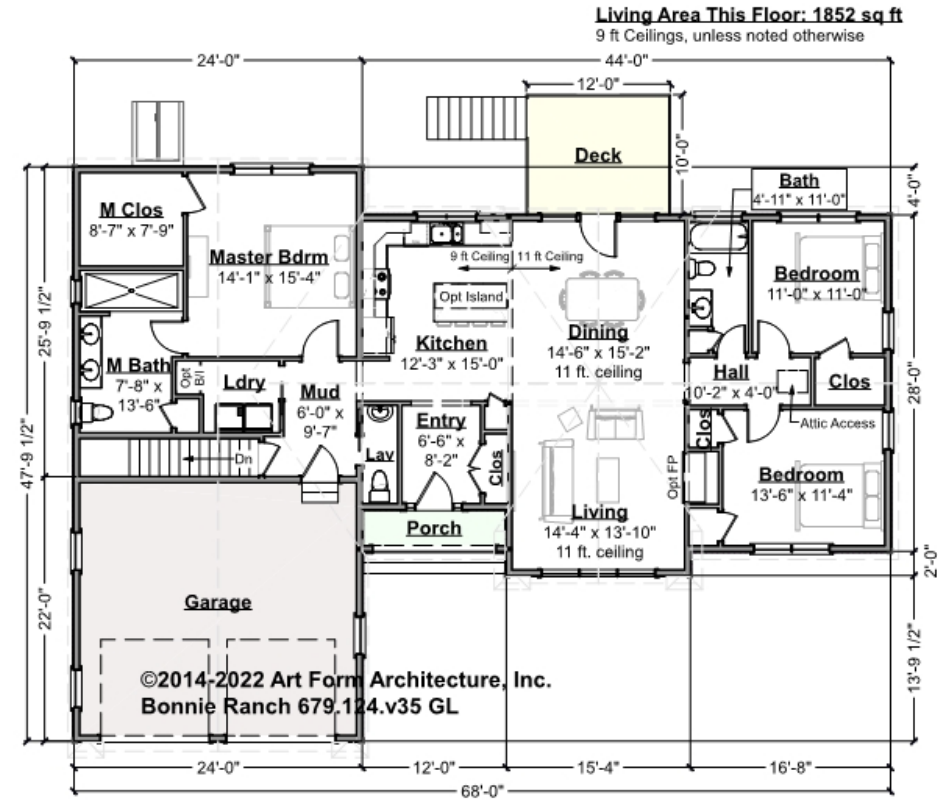 Living Area This Floor: 1852 sq ft
9 ft Ceilings, unless noted otherwise
24'-0"
44'-0"
12'-0"
Deck
10'-0"
4'-0"
Bath
4'-11" x 11'-0"
M Clos
8'-7" x 7'-9"
Master Bdrm
14'-1" x 15'-4"
9 ft Ceiling
11 ft Ceiling
Opt Island
Kitchen
12'-3" x 15'-0"
Dining
14'-6" x 15'-2"
11 ft. ceiling
Bedroom
11'-0" x 11'-0"
25'-9 1/2"
47'-9 1/2"
28'-0"
M Bath
7'-8" x
13'-6"
Opt
B/I
Ldry
Mud
6'-0" x
9'-7"
Hall
10'-2" x 4'-0"
Clos
Attic Access
Entry
6'-6" x
8'-2"
Lav
Clos
Clos
Dn
Opt FP
Bedroom
13'-6" x 11'-4"
Porch
Living
14'-4" x 13'-10"
11 ft. ceiling
2'-0"
Garage
22'-0"
13'-9 1/2"
©2014-2022 Art Form Architecture, Inc.
Bonnie Ranch 679.124.v35 GL
24'-0"
12'-0"
15'-4"
16'-8"
68'-0"